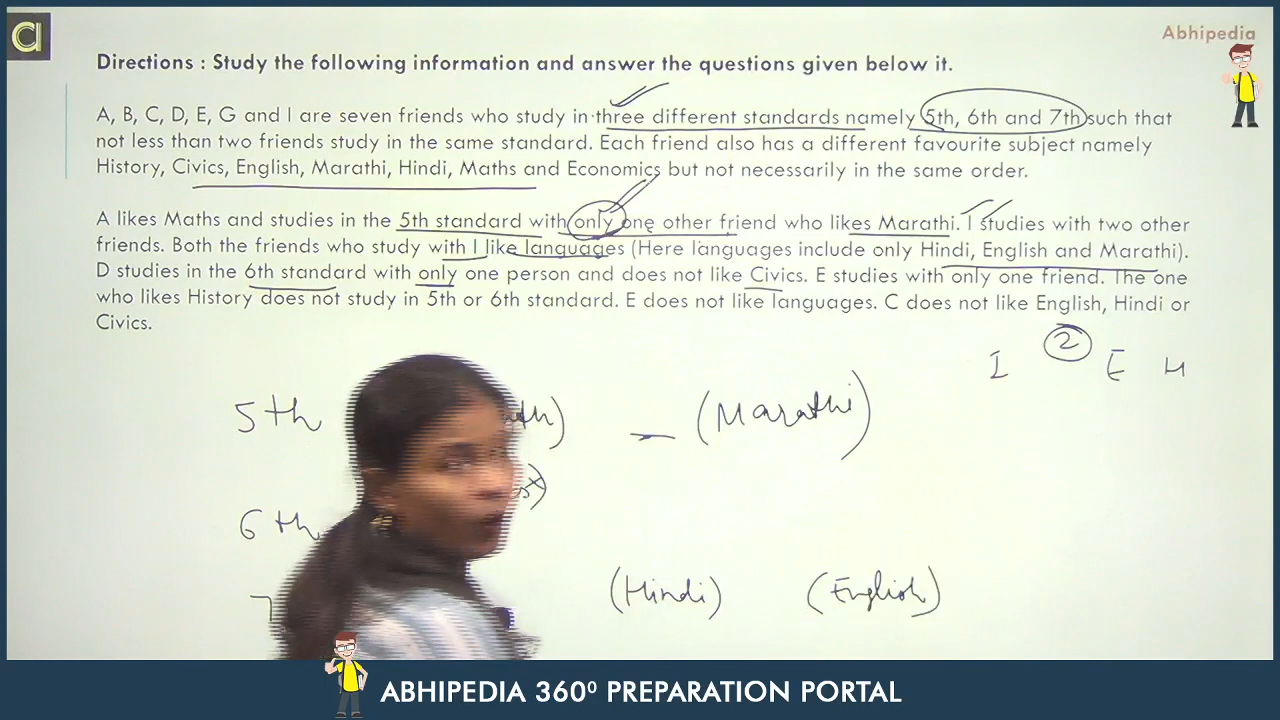 Abhipedia
Directions : Study the following information and answer the questions given below it.
A, B, C, D, E, G and I are seven friends who study in three different standards namely 5th, 6th and 7th such that
not less than two friends study in the same standard. Each friend also has a different favourite subject namely
History, Civics, English, Marathi, Hindi, Maths and Economics but not necessarily in the same order.
A likes Maths and studies in the 5th standard with only one other friend who likes Marathi. I studies with two other
friends. Both the friends who study with I like languages (Here languages include only Hindi, English and Marathi).
D studies in the 6th standard with only one person and does not like Civics. E studies with only one friend. The one
who likes History does not study in 5th or 6th standard. E does not like languages. C does not like English, Hindi or
Civics.
I 2 E H
5th — (Marathi)
6th
7 (Hindi) (English)
ABHIPEDIA 360⁰ PREPARATION PORTAL